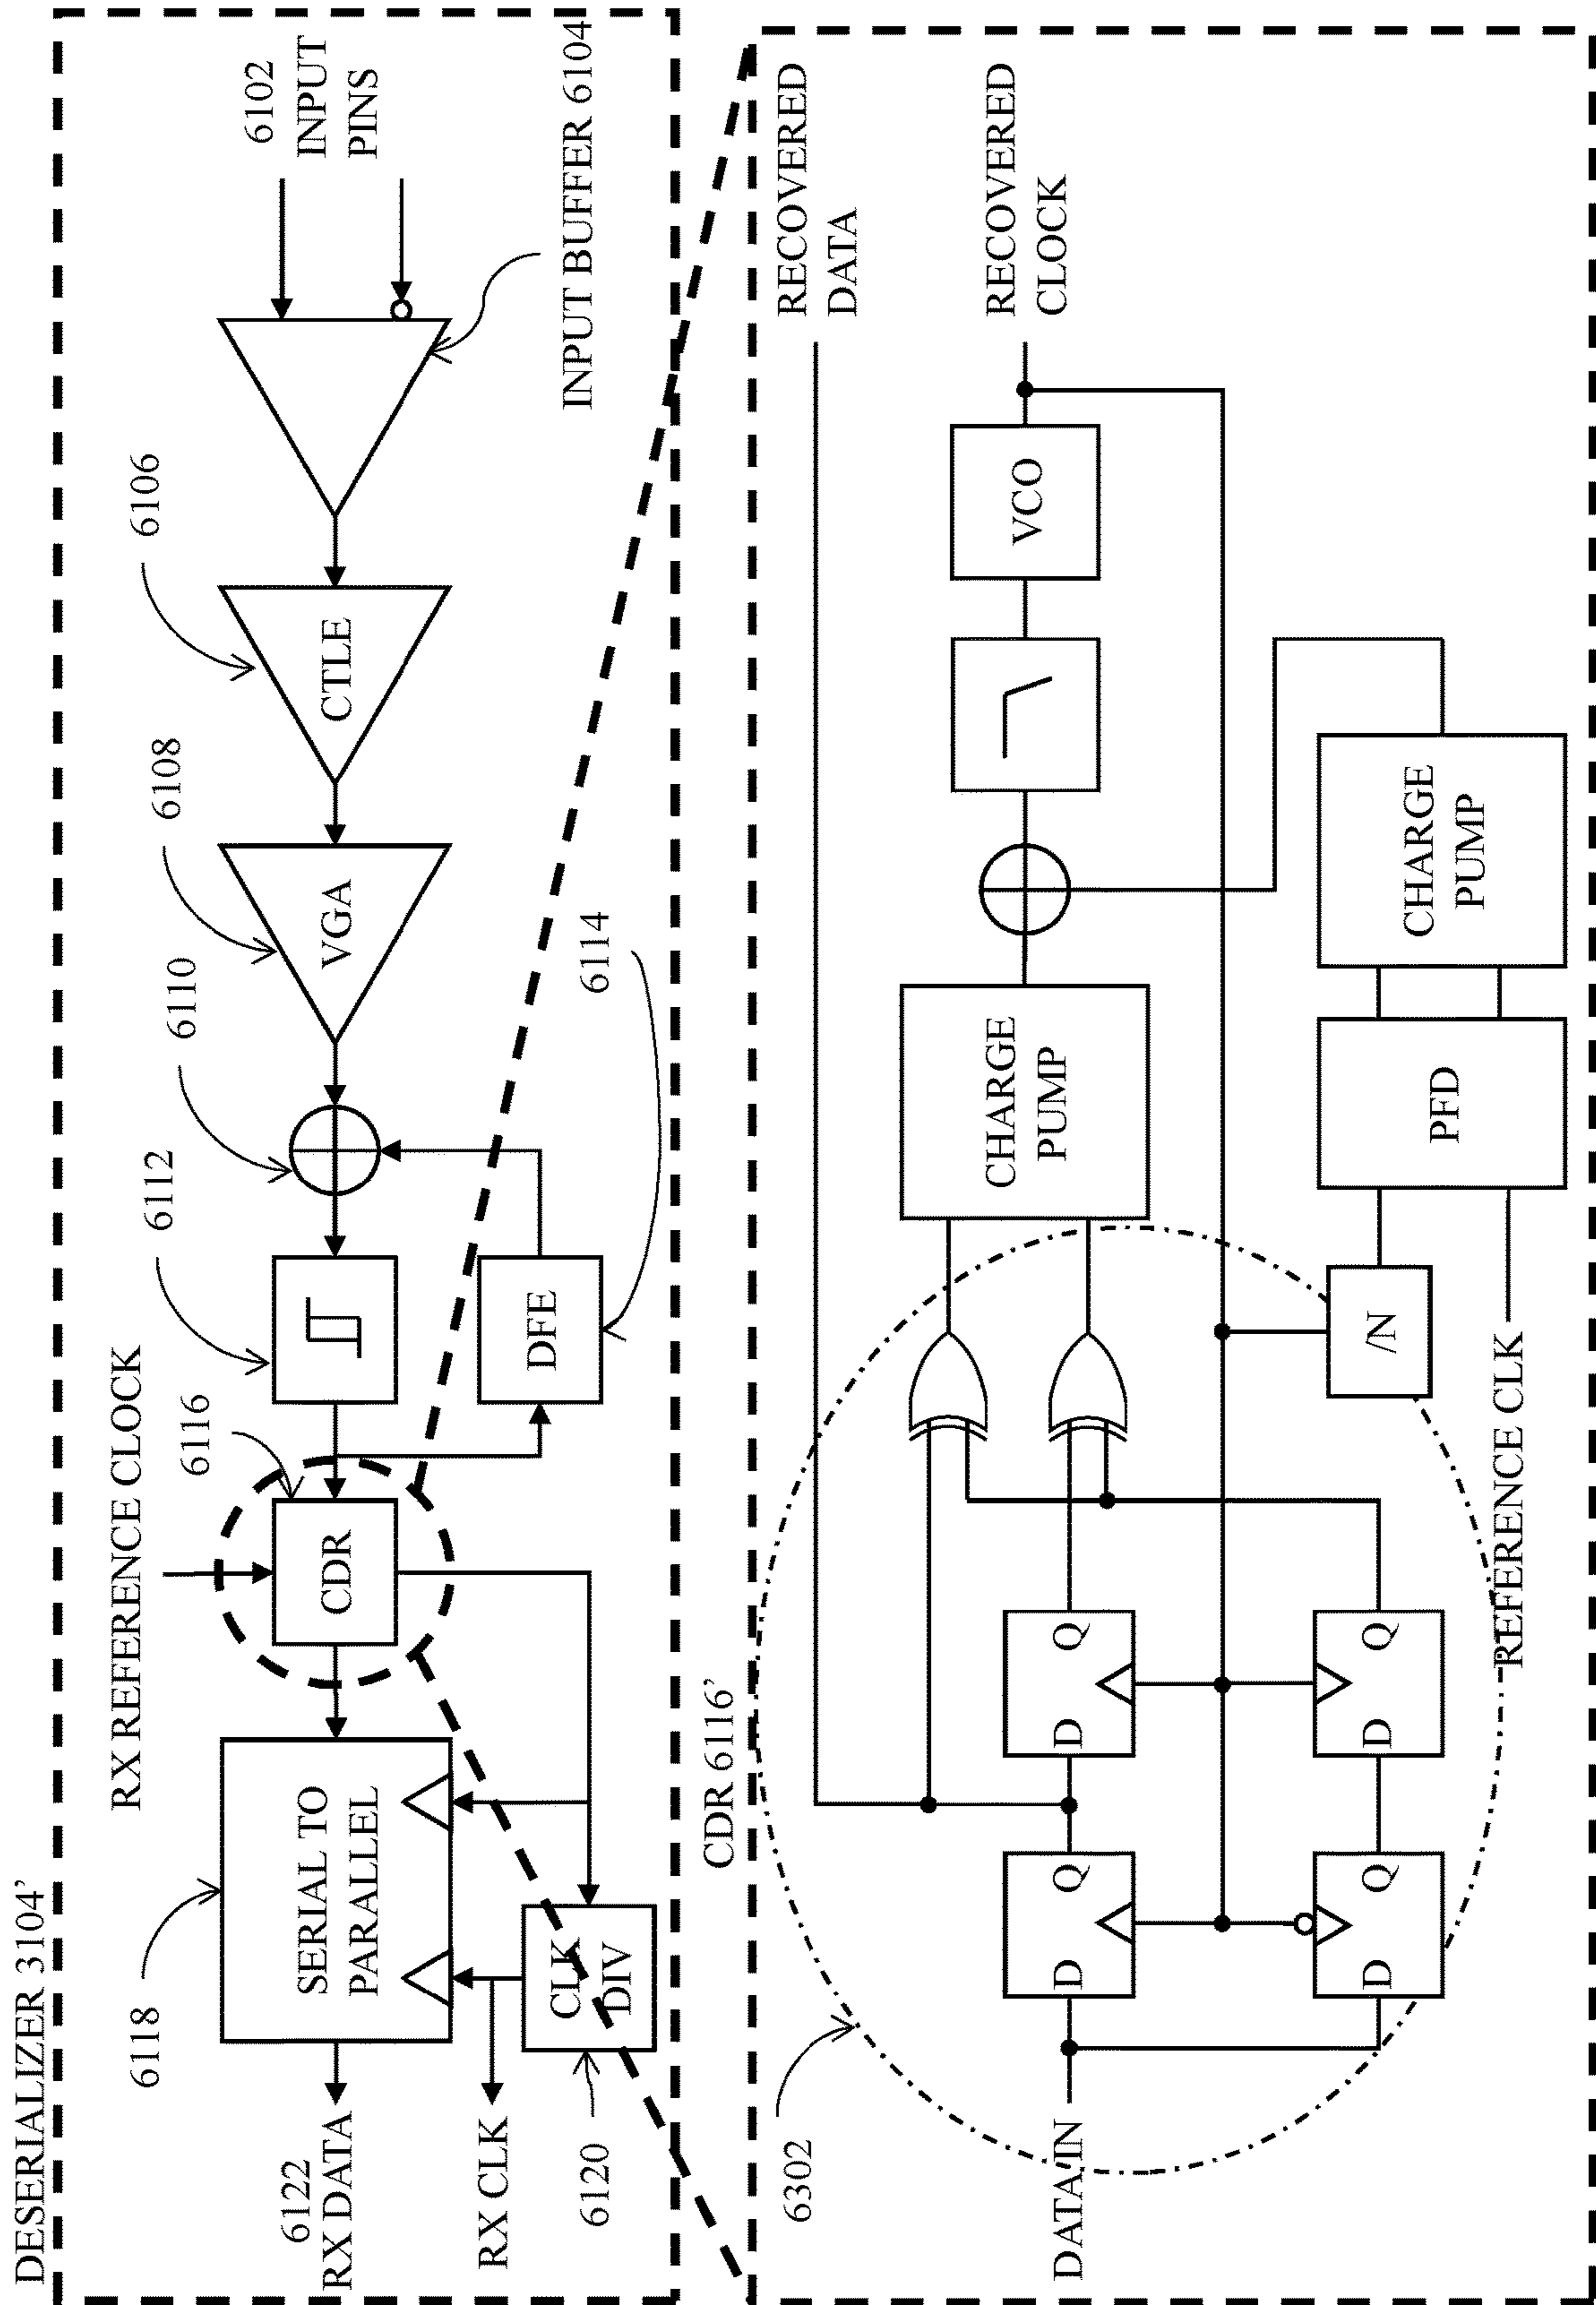 DESERIALIZER 3104'
RX REFERENCE CLOCK
6102
INPUT
PINS
INPUT BUFFER 6104
6106
CTLE
6108
VGA
6110
6112
6114
DFE
6116
CDR
6118
SERIAL TO
PARALLEL
CLK
DIV
6120
6122
RX DATA
RX CLK
CDR 6116'
6302
DATA IN
D
Q
D
Q
D
Q
D
Q
/N
REFERENCE CLK
PFD
CHARGE
PUMP
CHARGE
PUMP
VCO
RECOVERED
DATA
RECOVERED
CLOCK